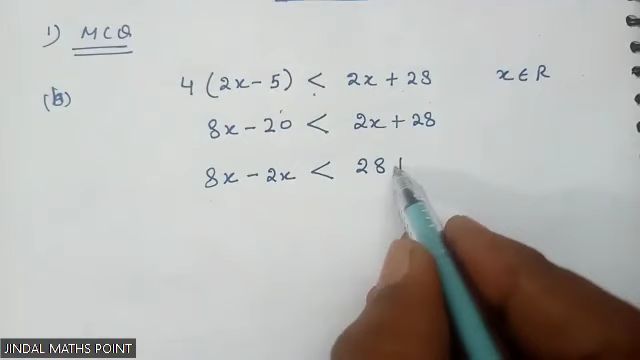 1) MCQ
(b) 4(2x-5) < 2x+28 x∈R
8x-20 < 2x+28
8x-2x < 28
JINDAL MATHS POINT